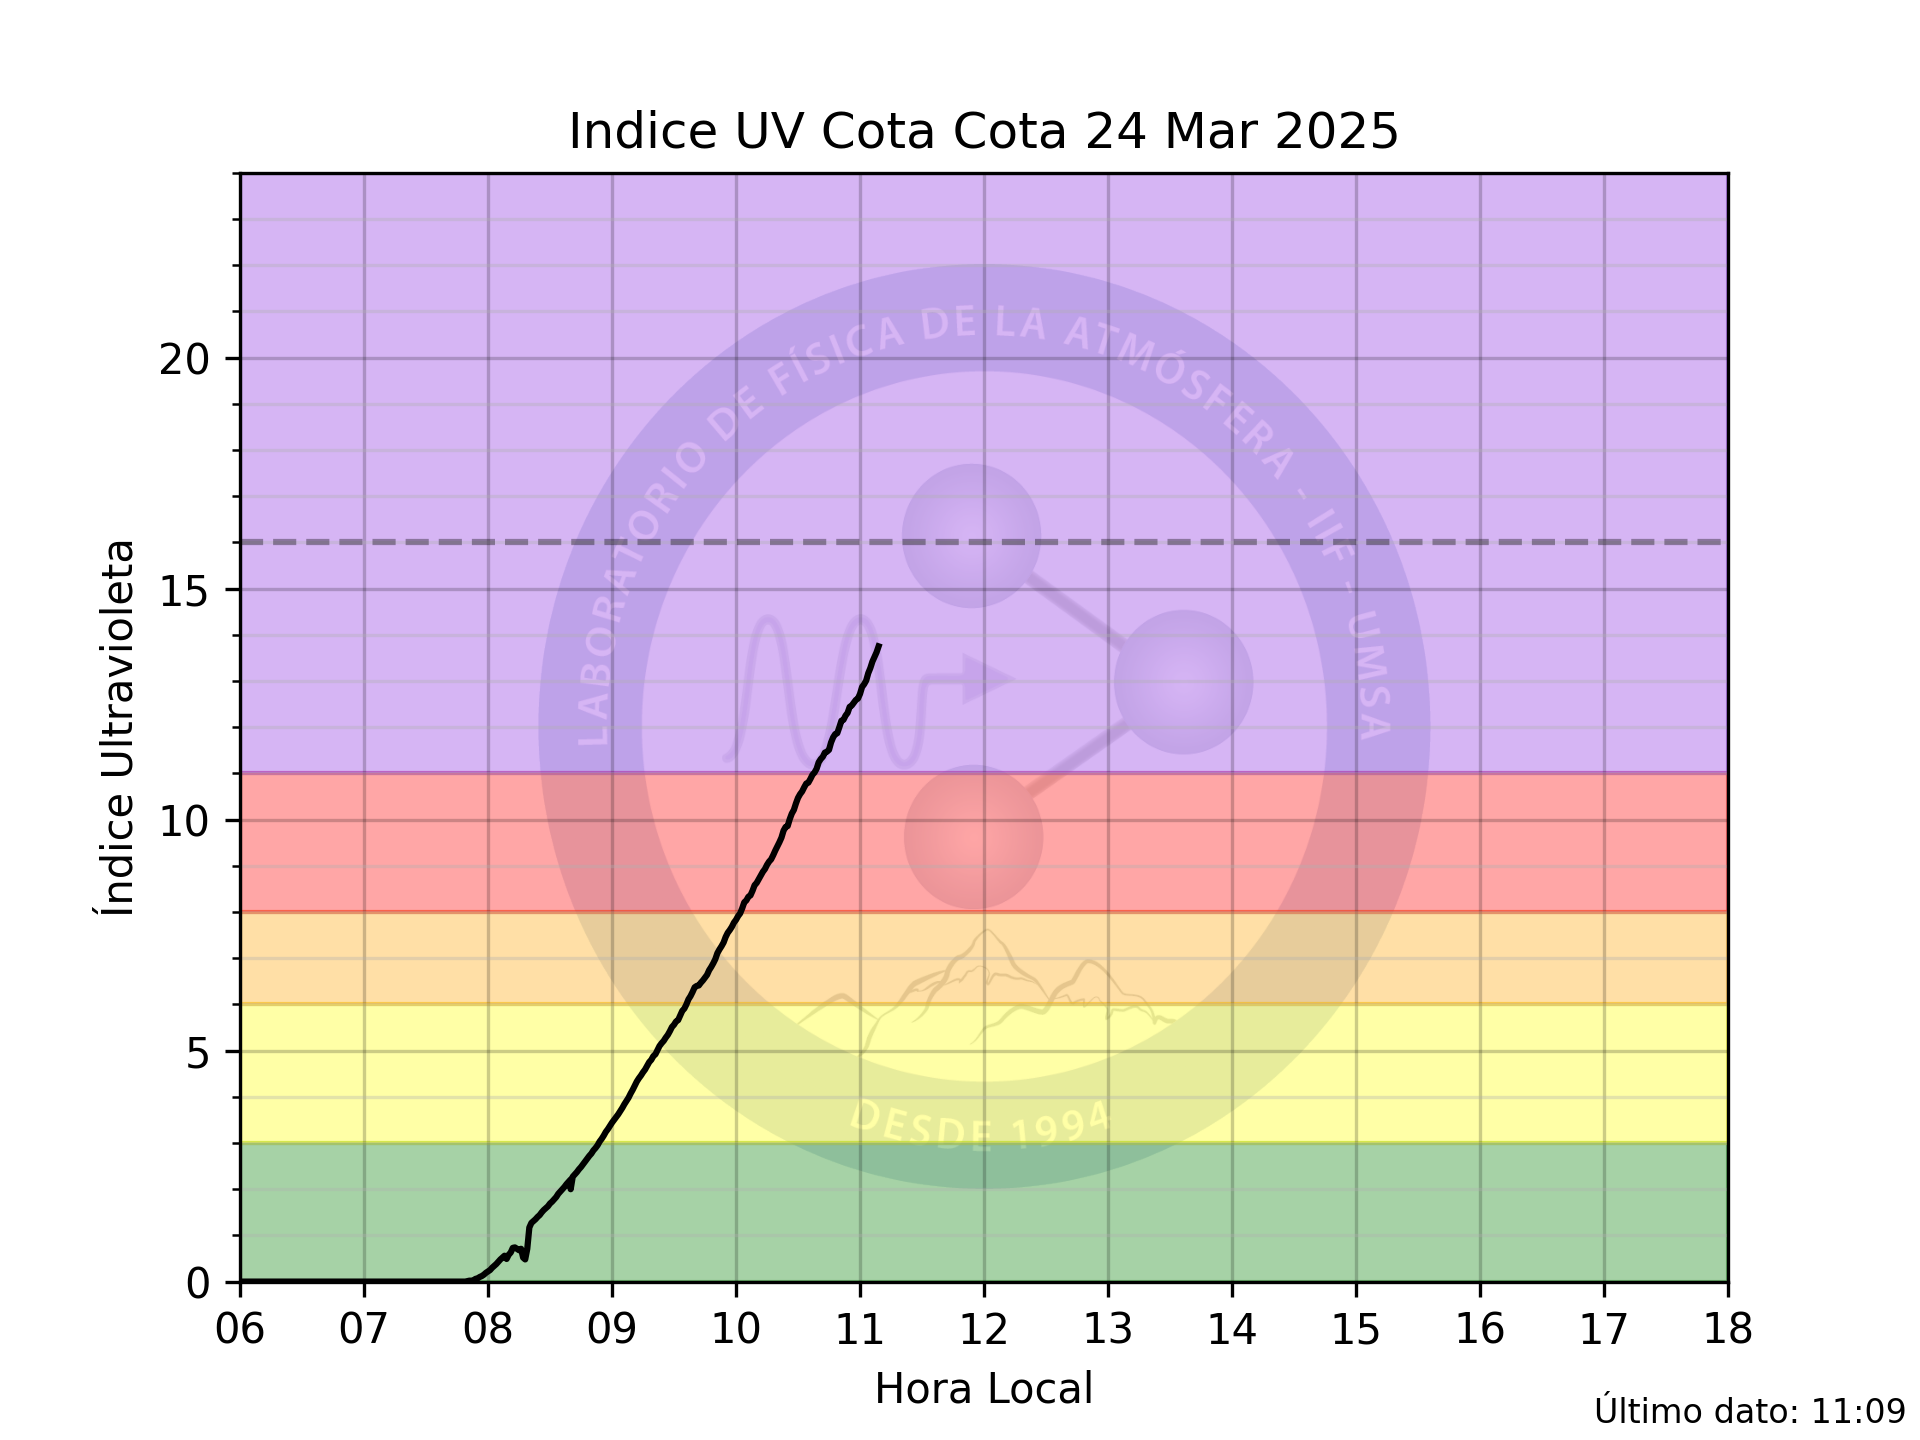 Indice UV Cota Cota 24 Mar 2025
Índice Ultravioleta
20
15
10
5
0
LABORATORIO DE FÍSICA DE LA ATMÓSFERA - IIF - UMSA
DESDE 1994
06 07 08 09 10 11 12 13 14 15 16 17 18
Hora Local
Último dato: 11:09